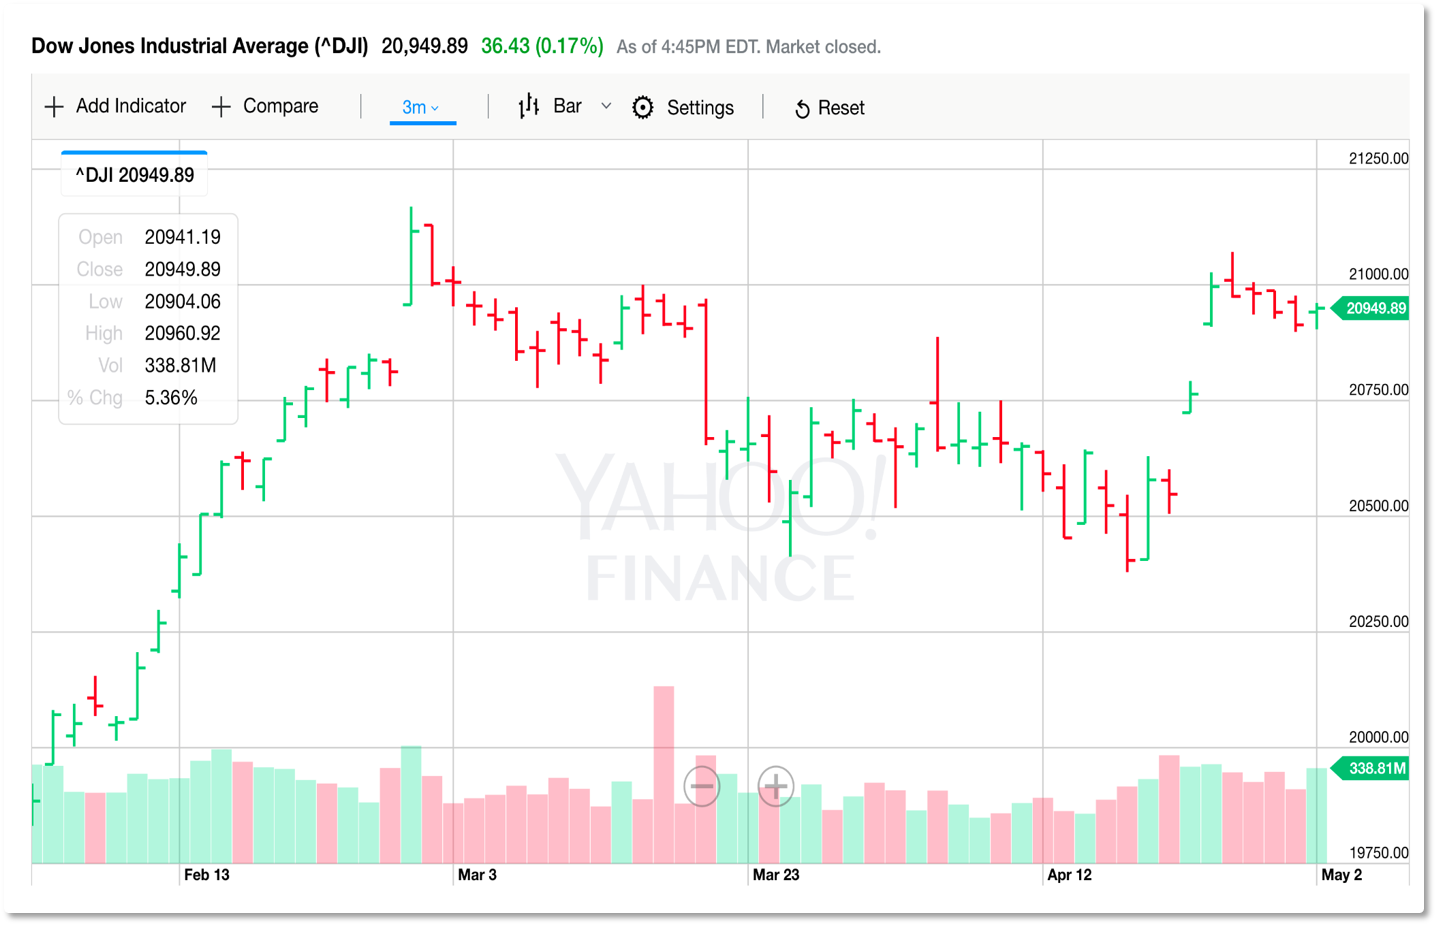 Dow Jones Industrial Average (^DJI) 20,949.89 36.43 (0.17%) As of 4:45PM EDT. Market closed.
Add Indicator Compare 3m Bar Settings Reset
^DJI 20949.89
Open 20941.19
Close 20949.89
Low 20904.06
High 20960.92
Vol 338.81M
% Chg 5.36%
21250.00
21000.00
20949.89
20750.00
20500.00
20250.00
20000.00
338.81M
19750.00
YAHOO!
FINANCE
Feb 13 Mar 3 Mar 23 Apr 12 May 2